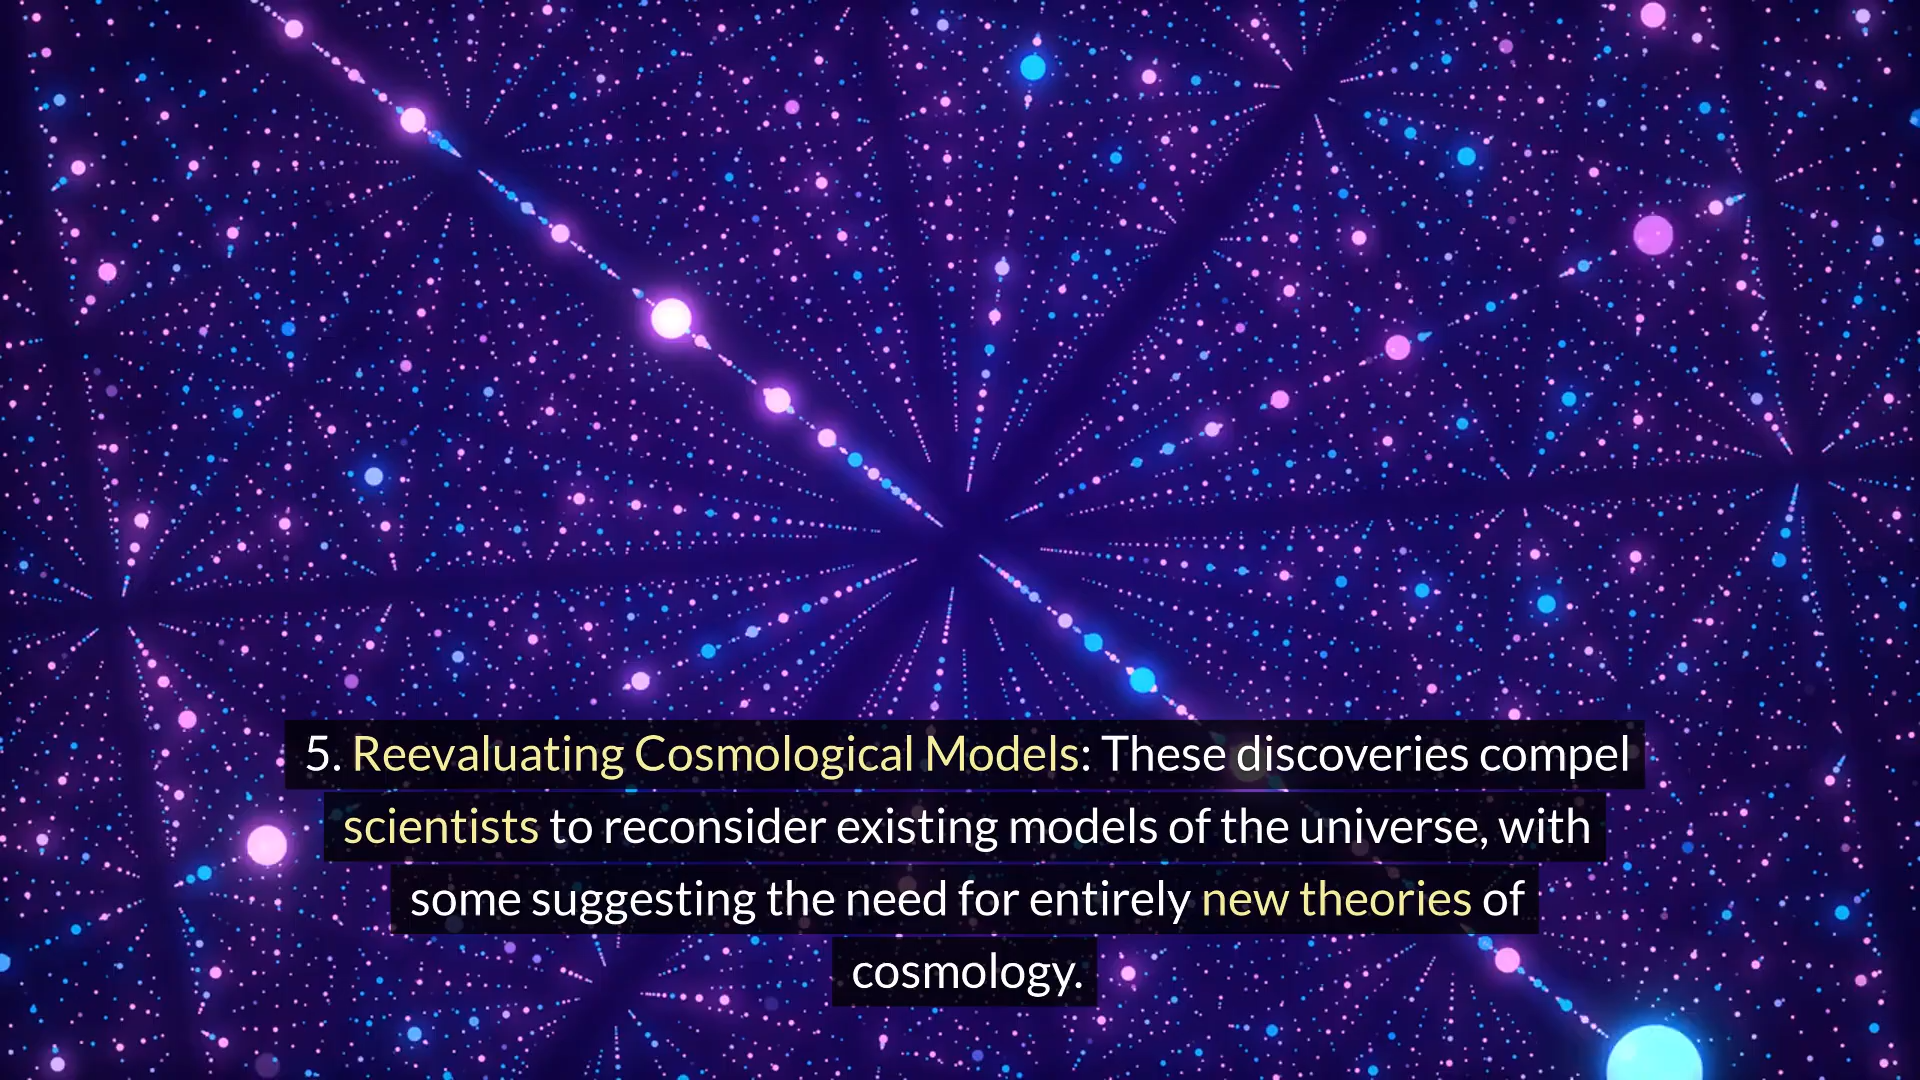 5. Reevaluating Cosmological Models: These discoveries compel
scientists to reconsider existing models of the universe, with
some suggesting the need for entirely new theories of
cosmology.